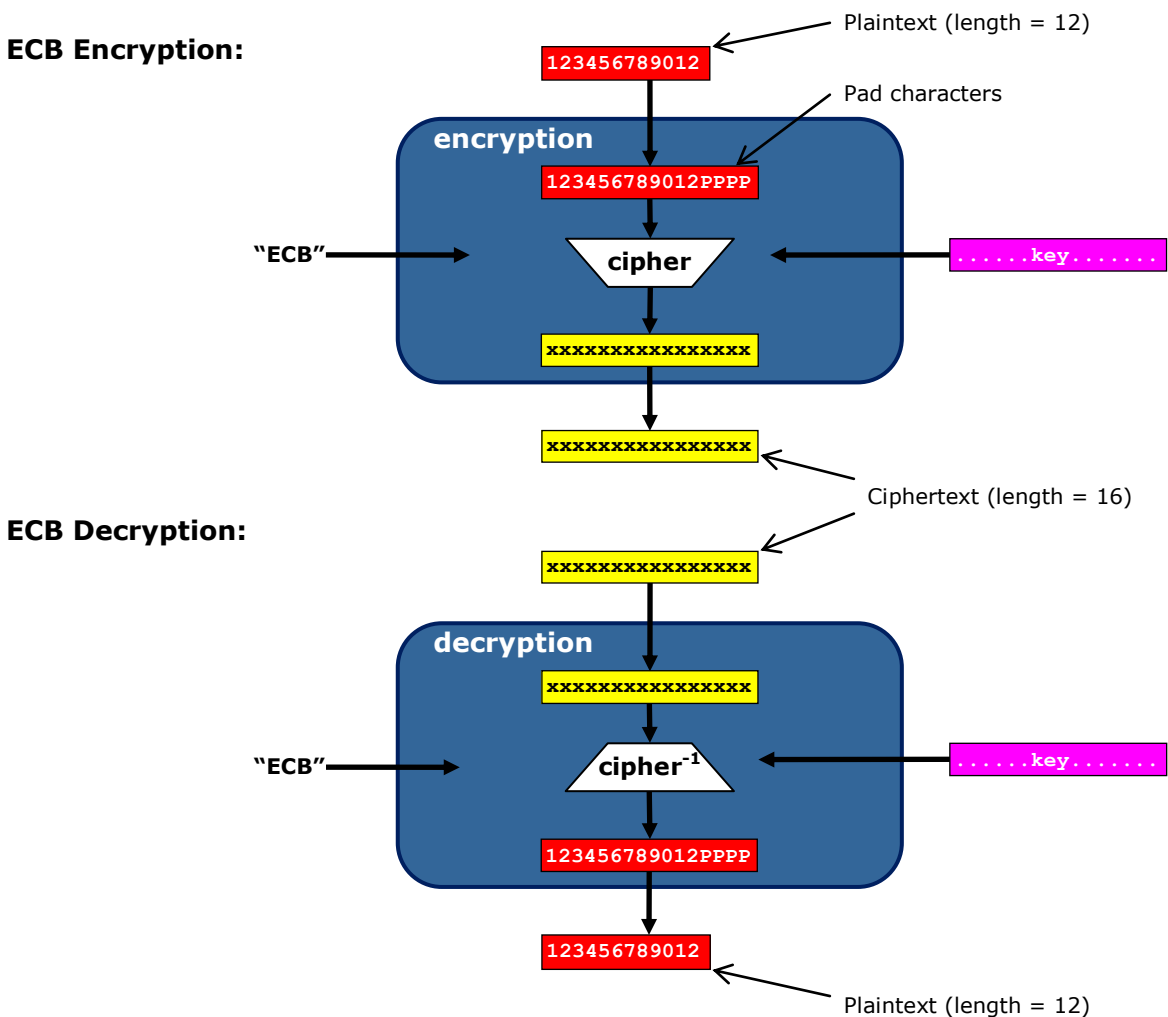 Plaintext (length = 12)
ECB Encryption:
123456789012
Pad characters
encryption
123456789012PPPP
“ECB”
cipher
......key.......
xxxxxxxxxxxxxxxx
xxxxxxxxxxxxxxxx
Ciphertext (length = 16)
ECB Decryption:
xxxxxxxxxxxxxxxx
decryption
xxxxxxxxxxxxxxxx
“ECB”
cipher⁻¹
......key.......
123456789012PPPP
123456789012
Plaintext (length = 12)